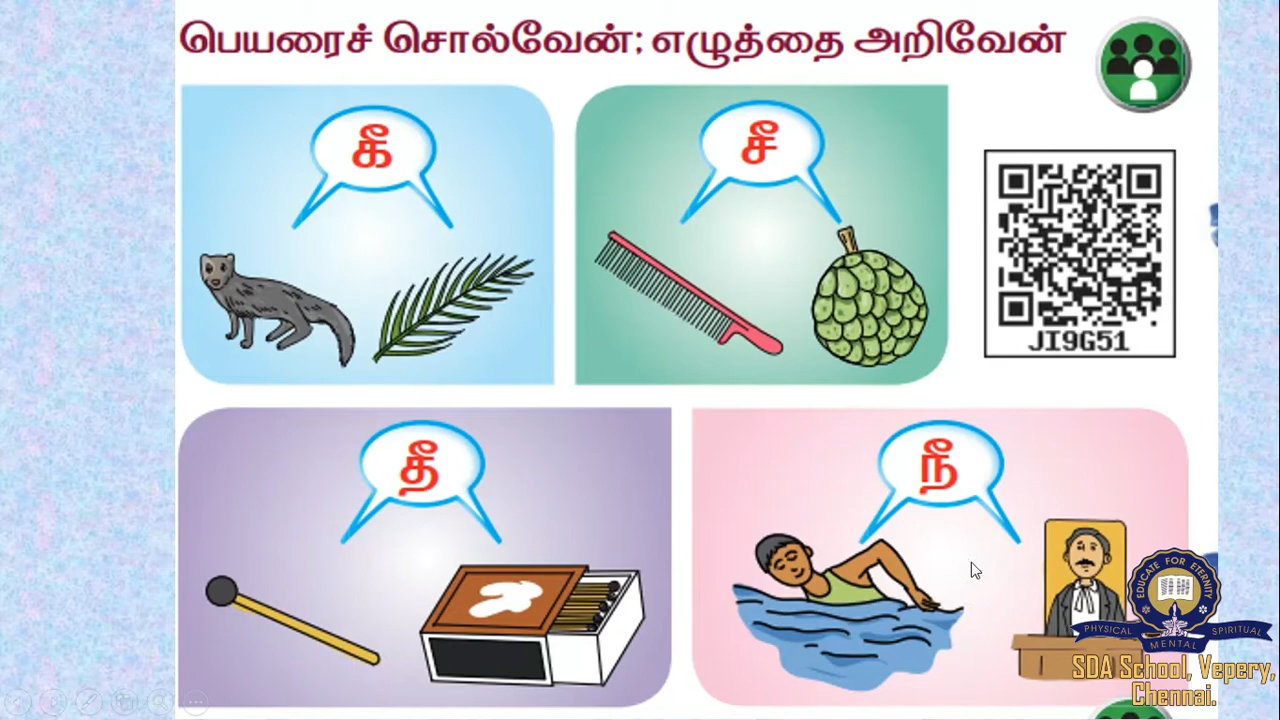 பெயரைச் சொல்வேன்; எழுத்தை அறிவேன்
கீ
சீ
JI9G51
தீ
நீ
EDUCATE FOR ETERNITY
PHYSICAL
MENTAL
SPIRITUAL
SDA School, Vepery,
Chennai.